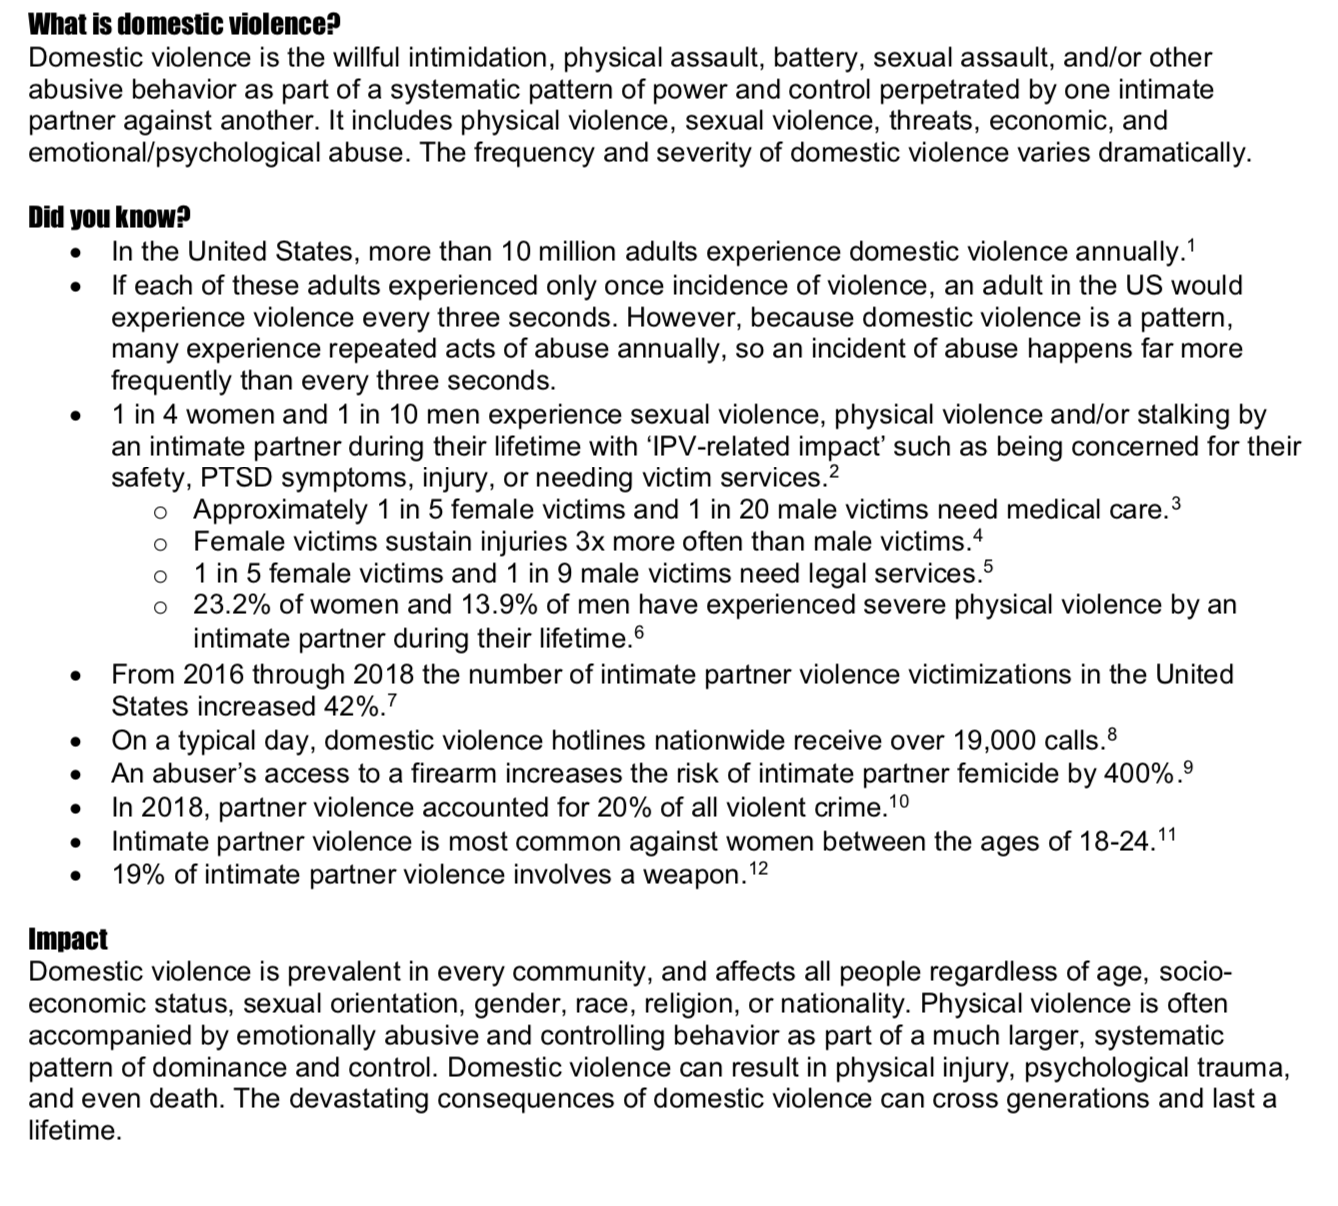 What is domestic violence?
Domestic violence is the willful intimidation, physical assault, battery, sexual assault, and/or other
abusive behavior as part of a systematic pattern of power and control perpetrated by one intimate
partner against another. It includes physical violence, sexual violence, threats, economic, and
emotional/psychological abuse. The frequency and severity of domestic violence varies dramatically.
Did you know?
• In the United States, more than 10 million adults experience domestic violence annually.¹
• If each of these adults experienced only once incidence of violence, an adult in the US would
experience violence every three seconds. However, because domestic violence is a pattern,
many experience repeated acts of abuse annually, so an incident of abuse happens far more
frequently than every three seconds.
• 1 in 4 women and 1 in 10 men experience sexual violence, physical violence and/or stalking by
an intimate partner during their lifetime with ‘IPV-related impact’ such as being concerned for their
safety, PTSD symptoms, injury, or needing victim services.²
○ Approximately 1 in 5 female victims and 1 in 20 male victims need medical care.³
○ Female victims sustain injuries 3x more often than male victims.⁴
○ 1 in 5 female victims and 1 in 9 male victims need legal services.⁵
○ 23.2% of women and 13.9% of men have experienced severe physical violence by an
intimate partner during their lifetime.⁶
• From 2016 through 2018 the number of intimate partner violence victimizations in the United
States increased 42%.⁷
• On a typical day, domestic violence hotlines nationwide receive over 19,000 calls.⁸
• An abuser’s access to a firearm increases the risk of intimate partner femicide by 400%.⁹
• In 2018, partner violence accounted for 20% of all violent crime.¹⁰
• Intimate partner violence is most common against women between the ages of 18-24.¹¹
• 19% of intimate partner violence involves a weapon.¹²
Impact
Domestic violence is prevalent in every community, and affects all people regardless of age, socio-
economic status, sexual orientation, gender, race, religion, or nationality. Physical violence is often
accompanied by emotionally abusive and controlling behavior as part of a much larger, systematic
pattern of dominance and control. Domestic violence can result in physical injury, psychological trauma,
and even death. The devastating consequences of domestic violence can cross generations and last a
lifetime.